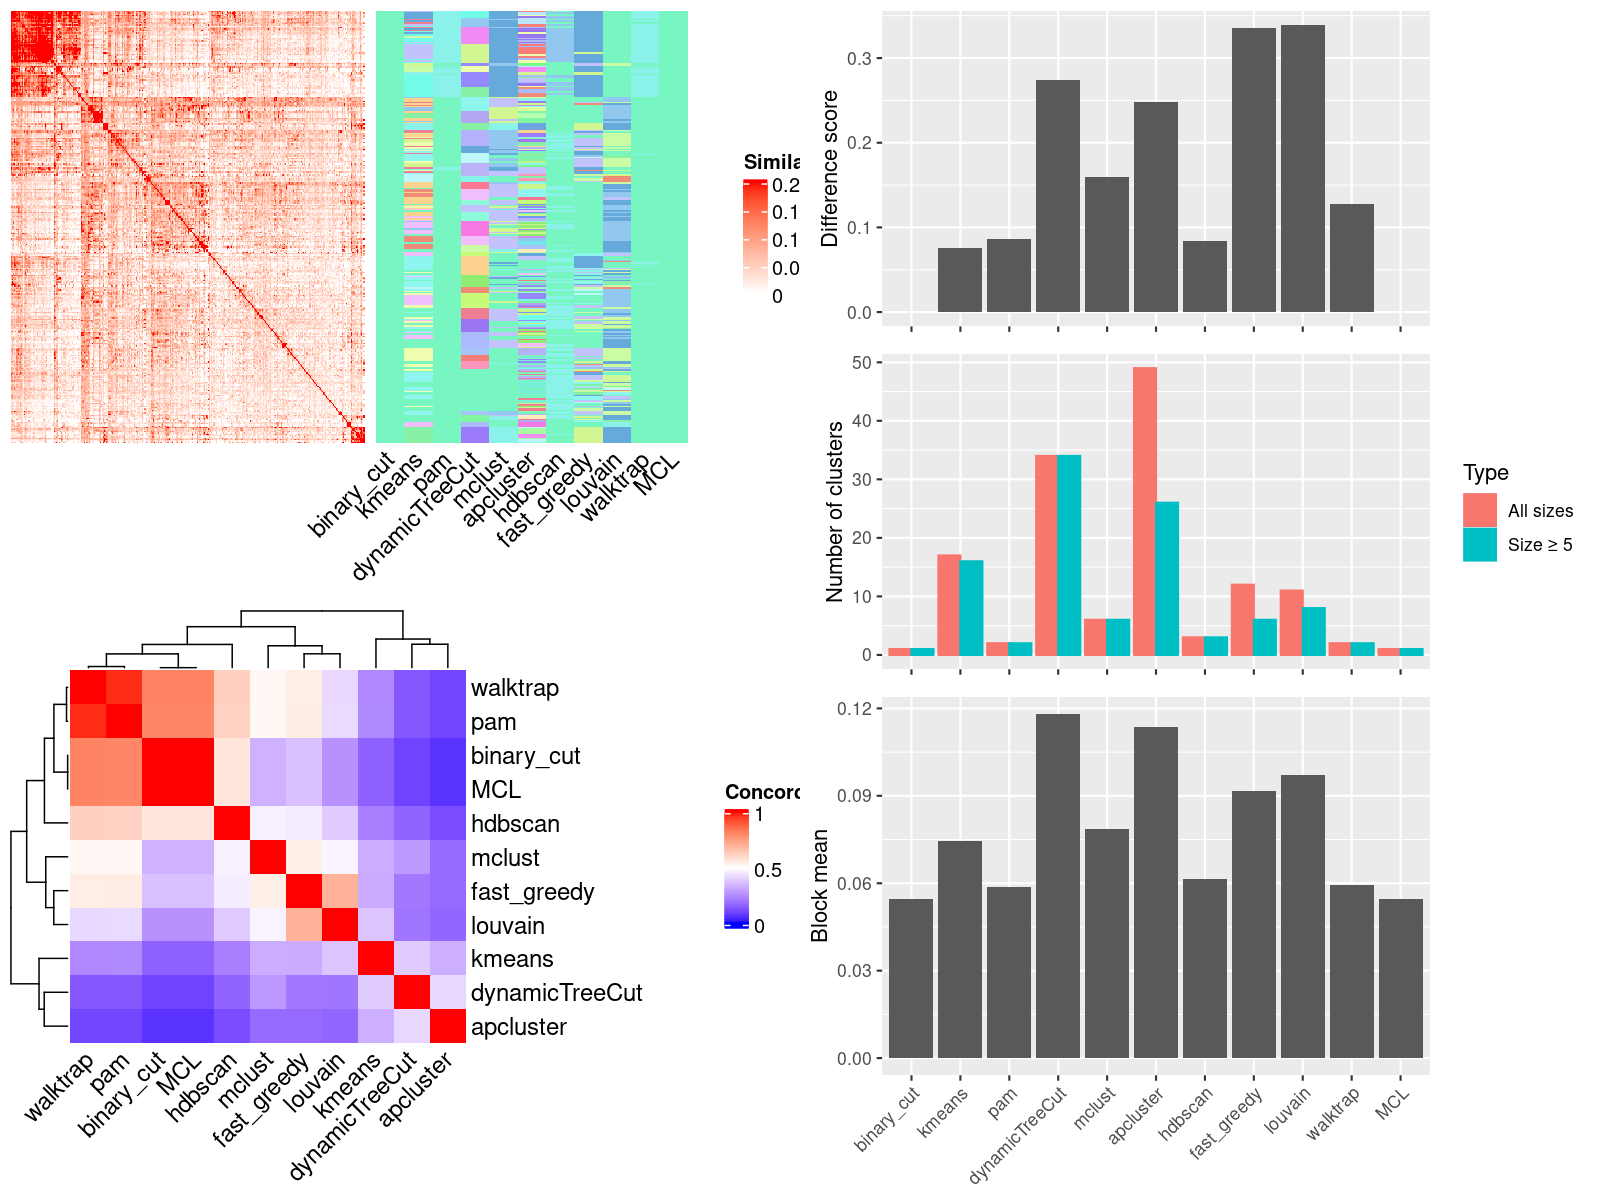 Simila
0.2
0.1
0.1
0.0
0
binary_cut
kmeans
pam
dynamicTreeCut
mclust
apcluster
hdbscan
fast_greedy
louvain
walktrap
MCL
walktrap
pam
binary_cut
MCL
hdbscan
mclust
fast_greedy
louvain
kmeans
dynamicTreeCut
apcluster
walktrap
pam
binary_cut
MCL
hdbscan
mclust
fast_greedy
louvain
kmeans
dynamicTreeCut
apcluster
Concord
1
0.5
0
Difference score
0.3
0.2
0.1
0.0
Number of clusters
50
40
30
20
10
0
Type
All sizes
Size ≥ 5
Block mean
0.12
0.09
0.06
0.03
0.00
binary_cut
kmeans
pam
dynamicTreeCut
mclust
apcluster
hdbscan
fast_greedy
louvain
walktrap
MCL